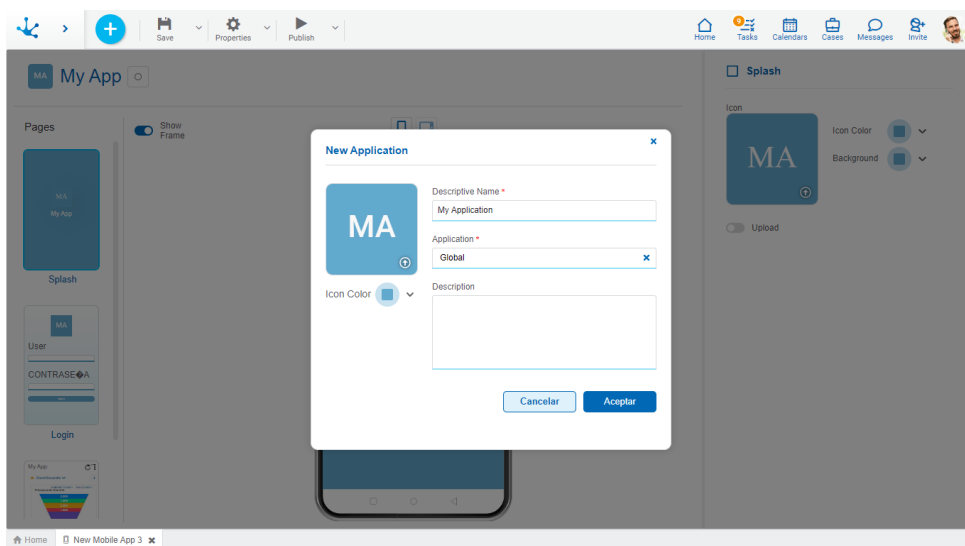 Save
Properties
Publish
Home
9
Tasks
Calendars
Cases
Messages
Invite
MA My App
Splash
Pages
Show
Frame
Icon
MA
Icon Color
Background
Upload
MA
My App
Splash
MA
User
CONTRASE�A
Login
My App
New Application
MA
Icon Color
Descriptive Name *
My Application
Application *
Global
Description
Cancelar
Aceptar
Home
New Mobile App 3